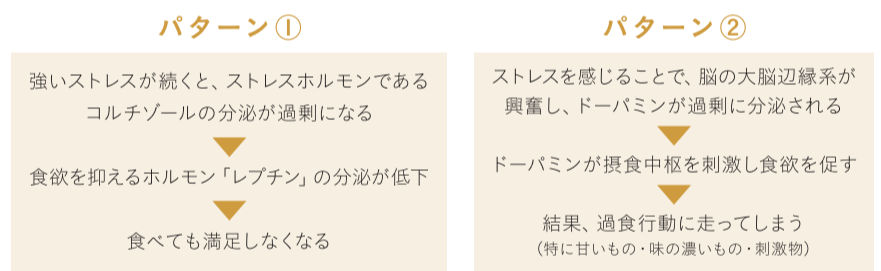 パターン①
強いストレスが続くと、ストレスホルモンである
コルチゾールの分泌が過剰になる
食欲を抑えるホルモン「レプチン」の分泌が低下
食べても満足しなくなる
パターン②
ストレスを感じることで、脳の大脳辺縁系が
興奮し、ドーパミンが過剰に分泌される
ドーパミンが摂食中枢を刺激し食欲を促す
結果、過食行動に走ってしまう
（特に甘いもの・味の濃いもの・刺激物）